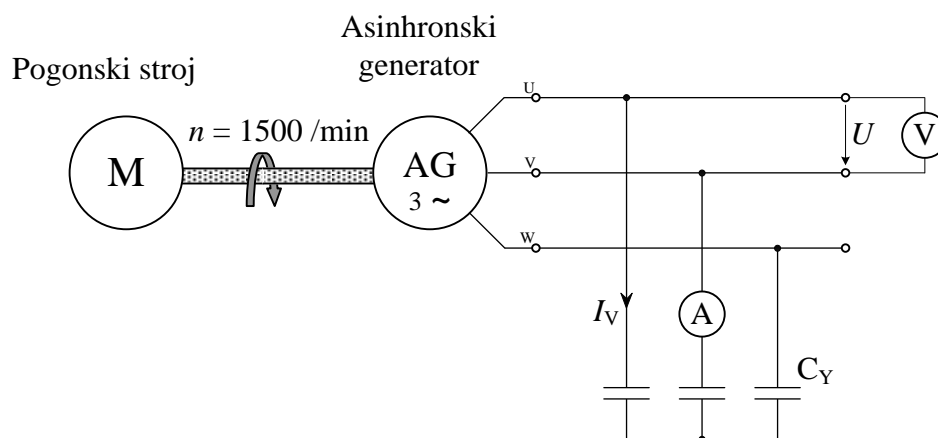 Asinhronski
generator
Pogonski stroj
n = 1500 /min
M
AG
3 ~
U
V
W
U
V
I_V
A
C_Y